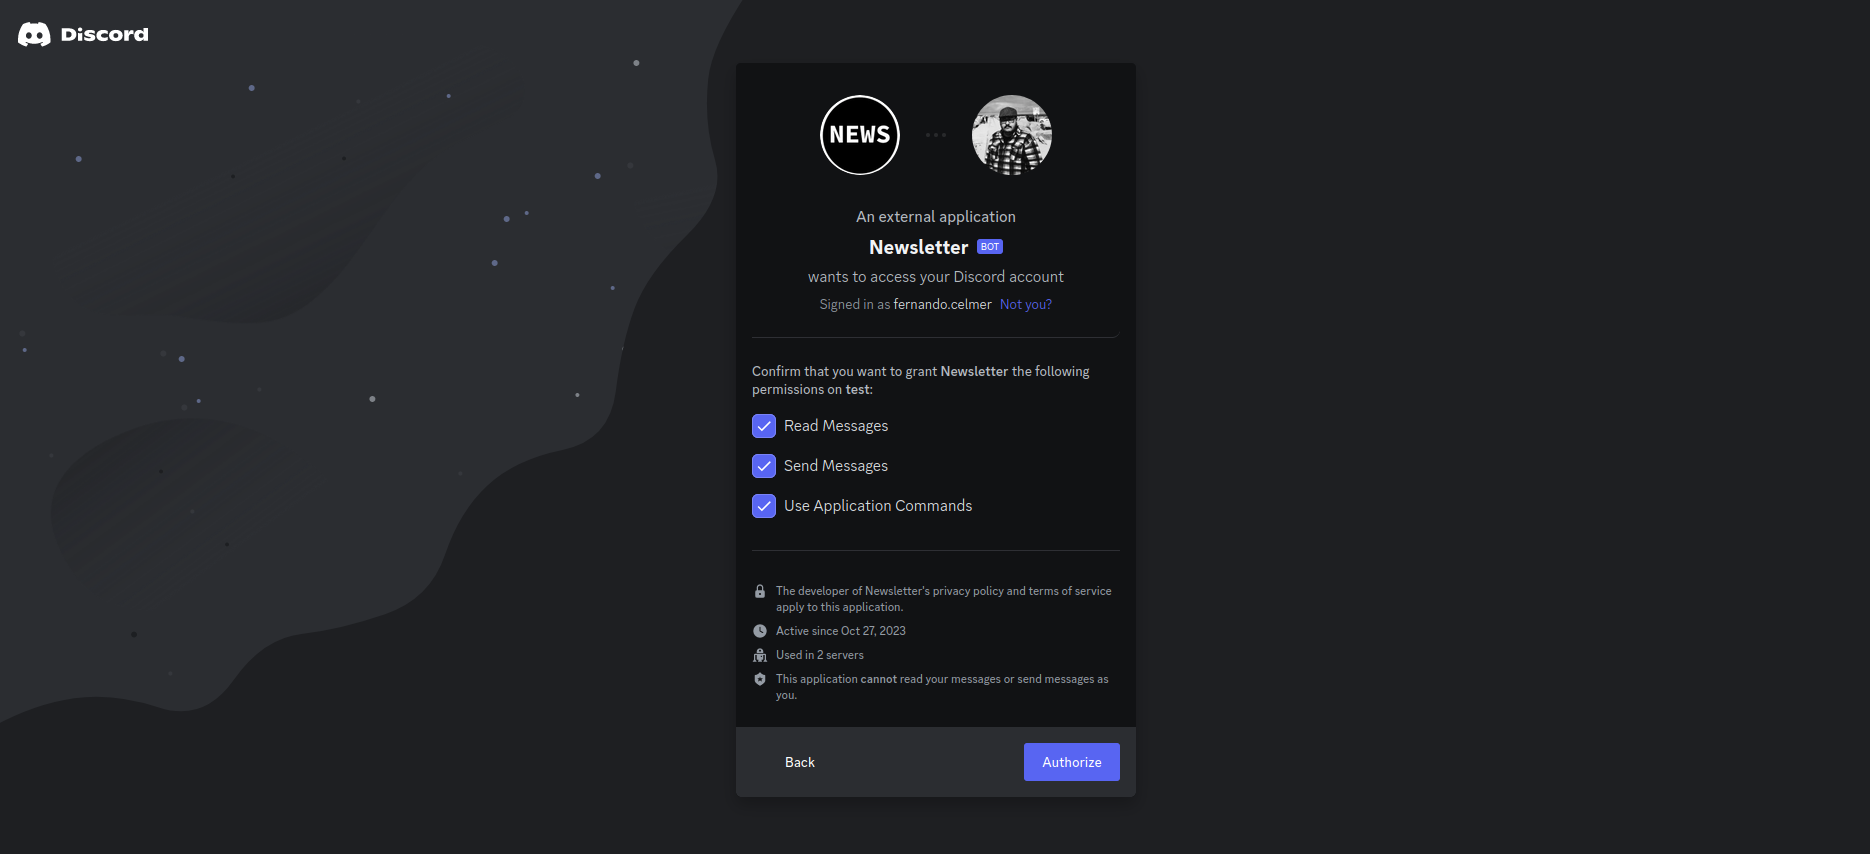 Discord
NEWS
An external application
Newsletter BOT
wants to access your Discord account
Signed in as fernando.celmer Not you?
Confirm that you want to grant Newsletter the following
permissions on test:
Read Messages
Send Messages
Use Application Commands
The developer of Newsletter's privacy policy and terms of service
apply to this application.
Active since Oct 27, 2023
Used in 2 servers
This application cannot read your messages or send messages as
you.
Back
Authorize